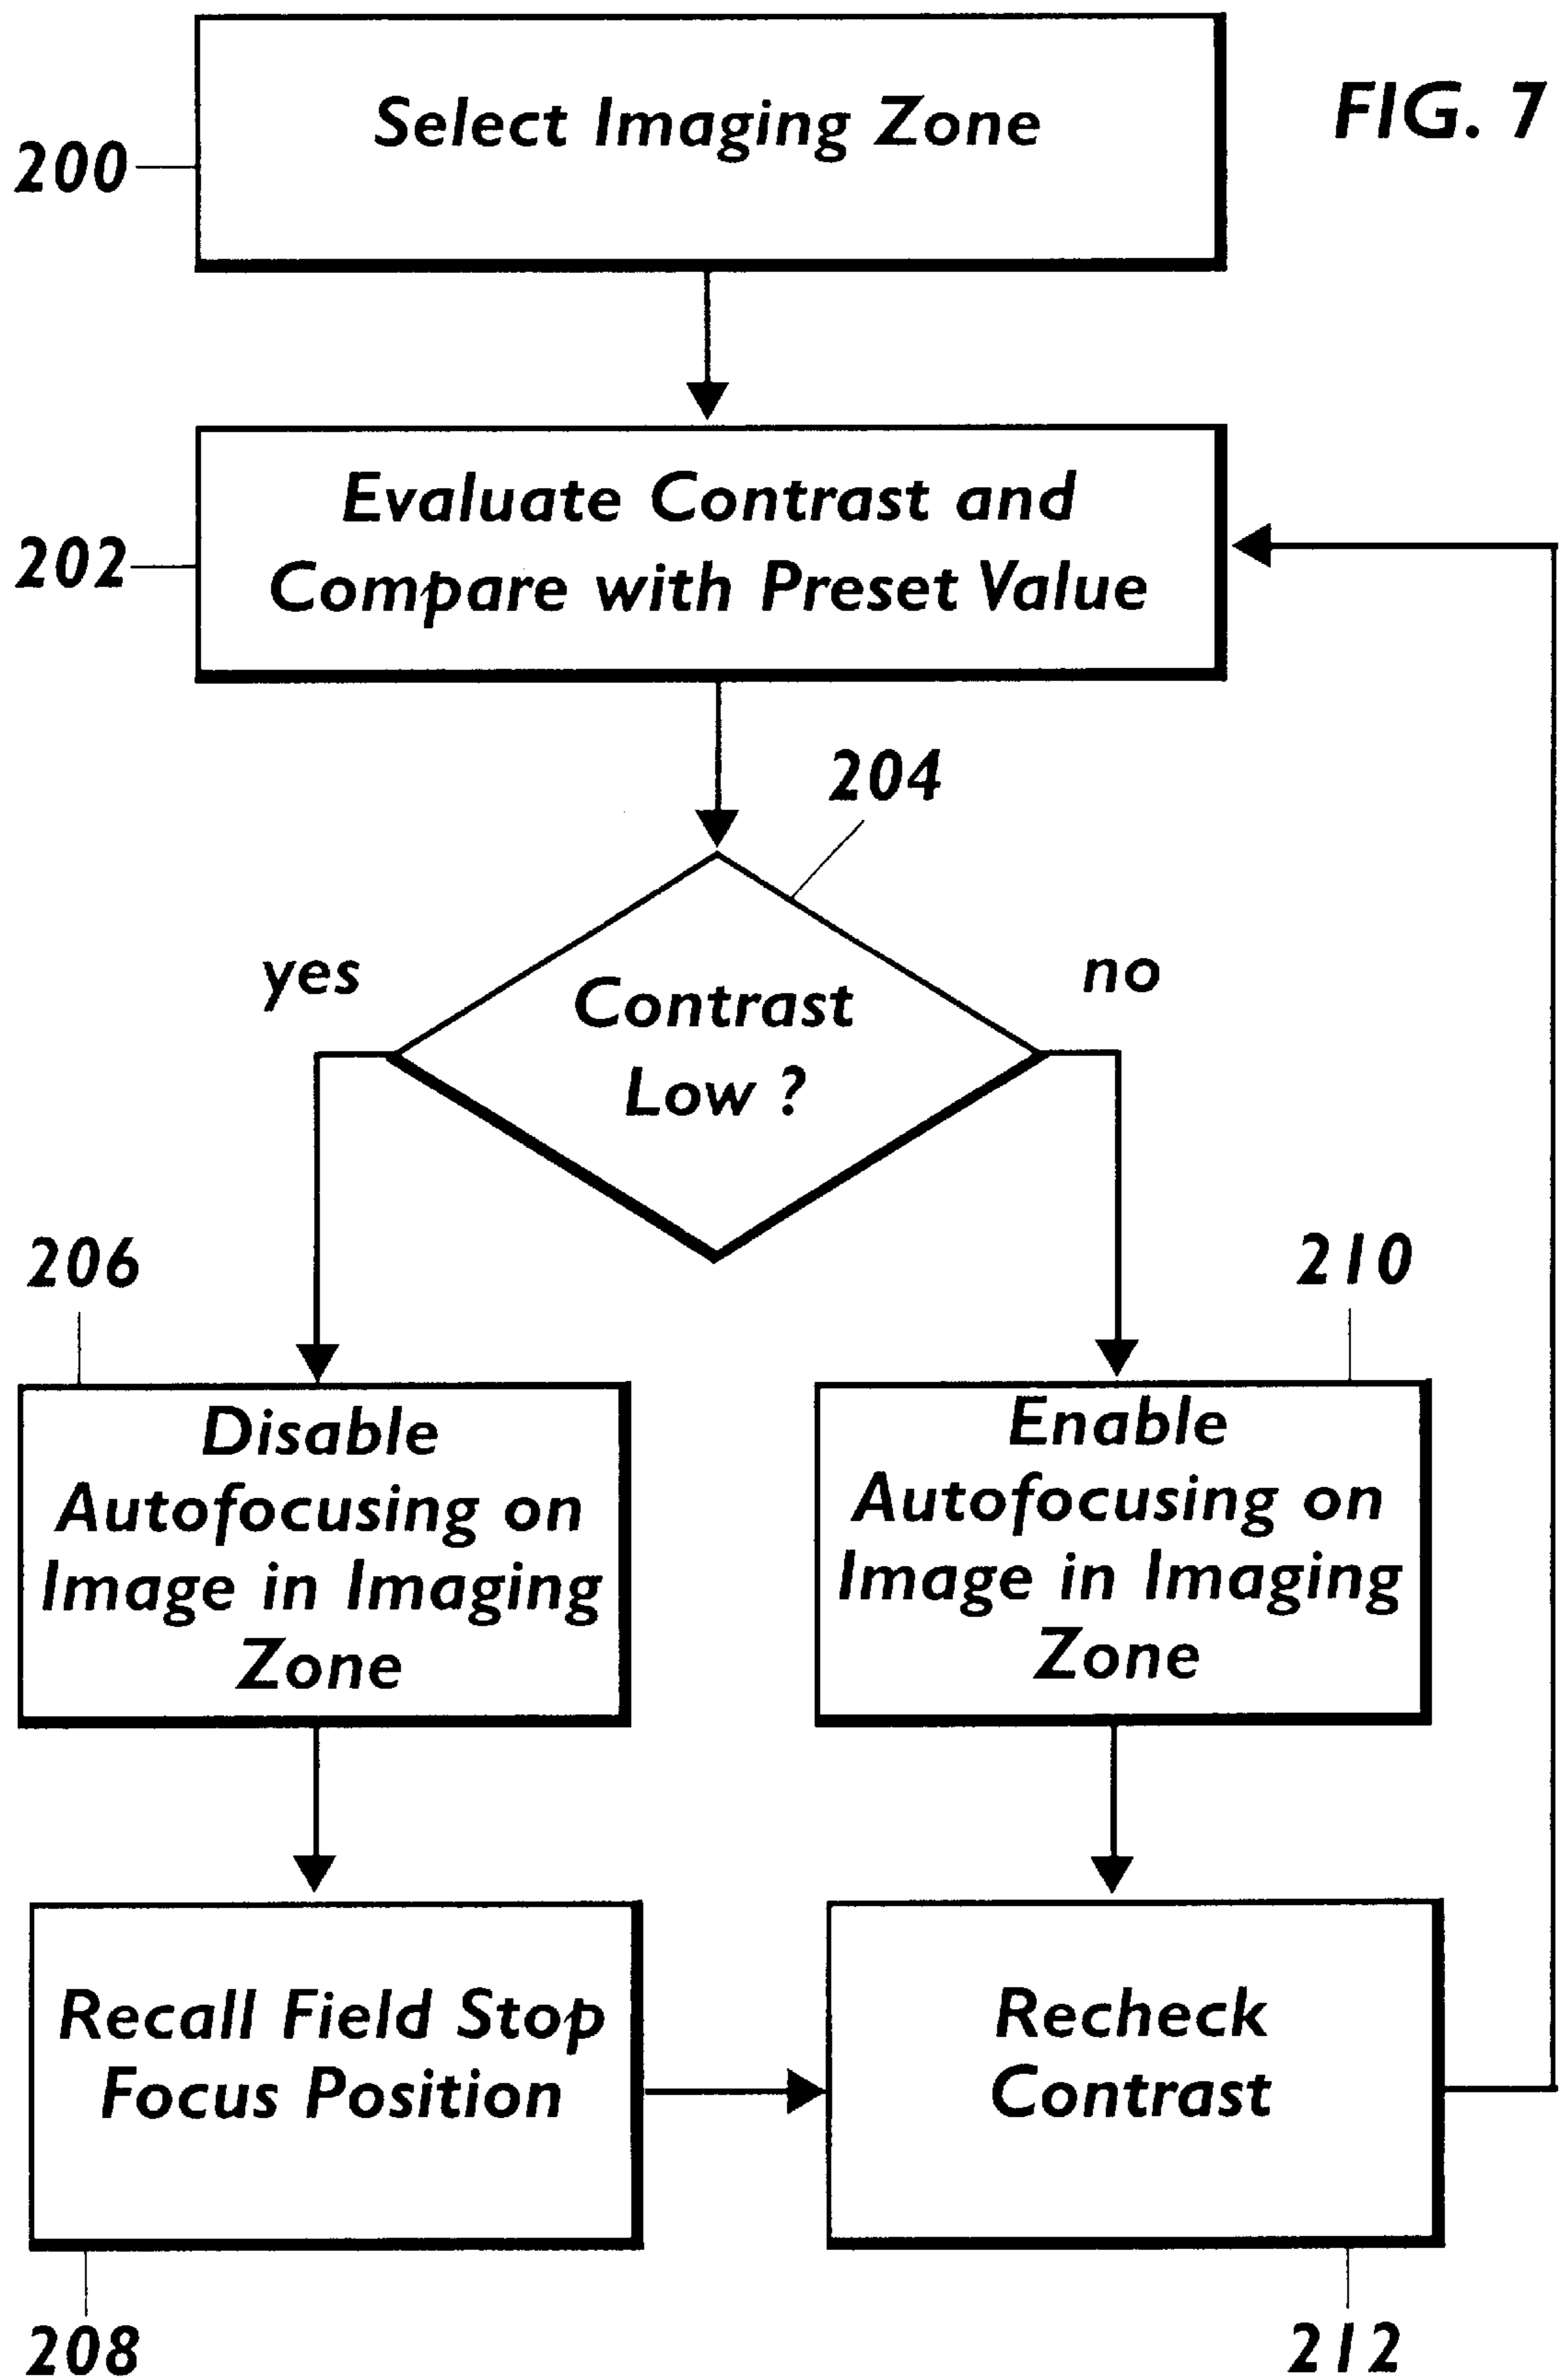 FIG. 7
Select Imaging Zone
200
Evaluate Contrast and
Compare with Preset Value
202
204
yes
no
Contrast
Low ?
206
210
Disable
Autofocusing on
Image in Imaging
Zone
Enable
Autofocusing on
Image in Imaging
Zone
Recall Field Stop
Focus Position
Recheck
Contrast
208
212